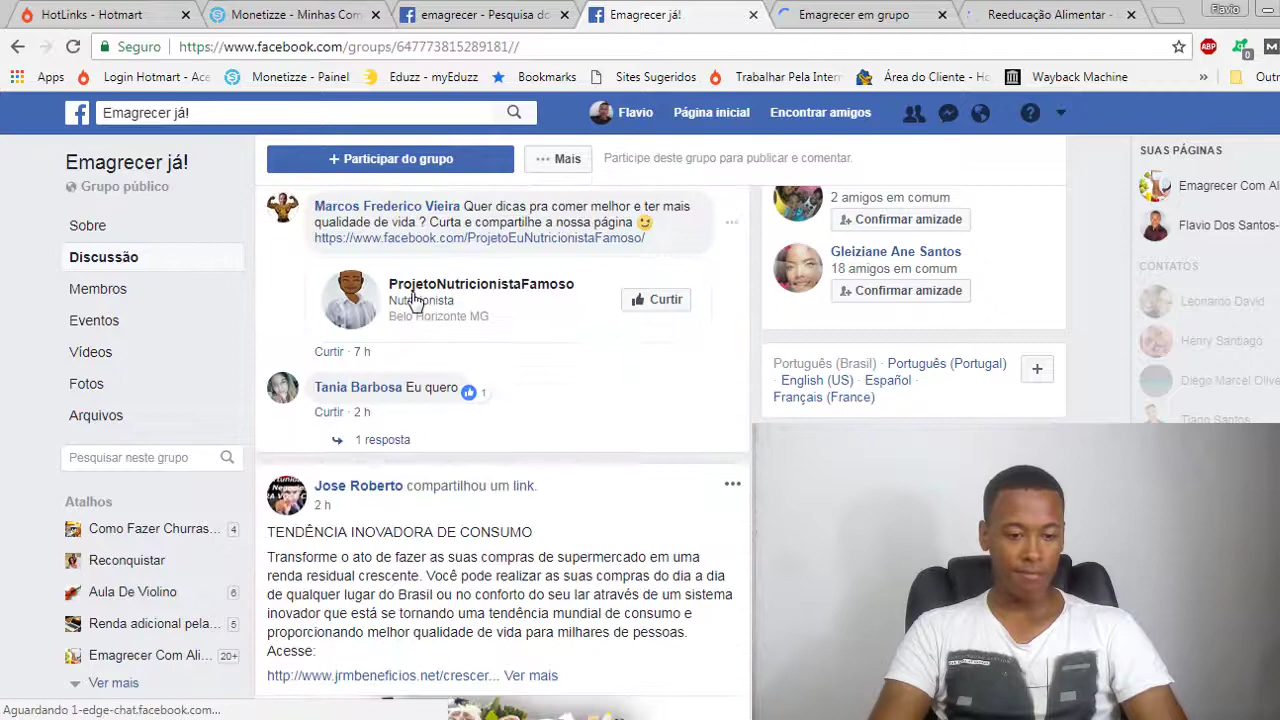 HotLinks - Hotmart
Monetizze - Minhas Com
emagrecer - Pesquisa do
Emagrecer já!
Emagrecer em grupo
Reeducação Alimentar -
Flavio
Seguro
https://www.facebook.com/groups/647773815289181//
ABP
0
Apps
Login Hotmart - Ace
Monetizze - Painel
Eduzz - myEduzz
Bookmarks
Sites Sugeridos
Trabalhar Pela Inter
Área do Cliente - Ho
Wayback Machine
»
Outr
Emagrecer já!
Flavio
Página inicial
Encontrar amigos
Emagrecer já!
Grupo público
Sobre
Discussão
Membros
Eventos
Vídeos
Fotos
Arquivos
Pesquisar neste grupo
Atalhos
Como Fazer Churras... 4
Reconquistar
Aula De Violino 6
Renda adicional pela... 5
Emagrecer Com Ali... 20+
Ver mais
Aguardando 1-edge-chat.facebook.com...
+ Participar do grupo
••• Mais
Participe deste grupo para publicar e comentar.
Marcos Frederico Vieira Quer dicas pra comer melhor e ter mais
qualidade de vida ? Curta e compartilhe a nossa página 🙂
https://www.facebook.com/ProjetoEuNutricionistaFamoso/
ProjetoNutricionistaFamoso
Nutricionista
Belo Horizonte MG
Curtir
Curtir · 7 h
Tania Barbosa Eu quero
1
Curtir · 2 h
1 resposta
Jose Roberto compartilhou um link.
2 h
TENDÊNCIA INOVADORA DE CONSUMO
Transforme o ato de fazer as suas compras de supermercado em uma
renda residual crescente. Você pode realizar as suas compras do dia a dia
de qualquer lugar do Brasil ou no conforto do seu lar através de um sistema
inovador que está se tornando uma tendência mundial de consumo e
proporcionando melhor qualidade de vida para milhares de pessoas.
Acesse:
http://www.jrmbeneficios.net/crescer... Ver mais
2 amigos em comum
Confirmar amizade
Gleiziane Ane Santos
18 amigos em comum
Confirmar amizade
Português (Brasil) · Português (Portugal) ·
English (US) · Español ·
Français (France)
+
SUAS PÁGINAS
Emagrecer Com Ali
Flavio Dos Santos-
CONTATOS
Leonardo David
Henry Santiago
Diego Marcel Olive
Tiago Santos